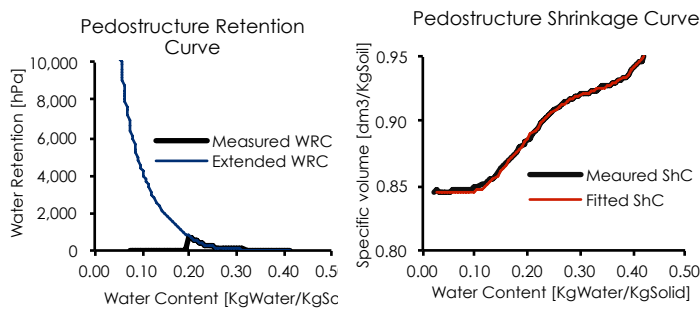 Pedostructure Retention
Curve
Water Retention [hPa]
10,000
8,000
6,000
4,000
2,000
0
Measured WRC
Extended WRC
0.00 0.10 0.20 0.30 0.40 0.50
Water Content [KgWater/KgSc
Pedostructure Shrinkage Curve
Specific volume [dm3/KgSoil]
0.95
0.90
0.85
0.80
Meaured ShC
Fitted ShC
0.00 0.10 0.20 0.30 0.40 0.50
Water Content [KgWater/KgSolid]